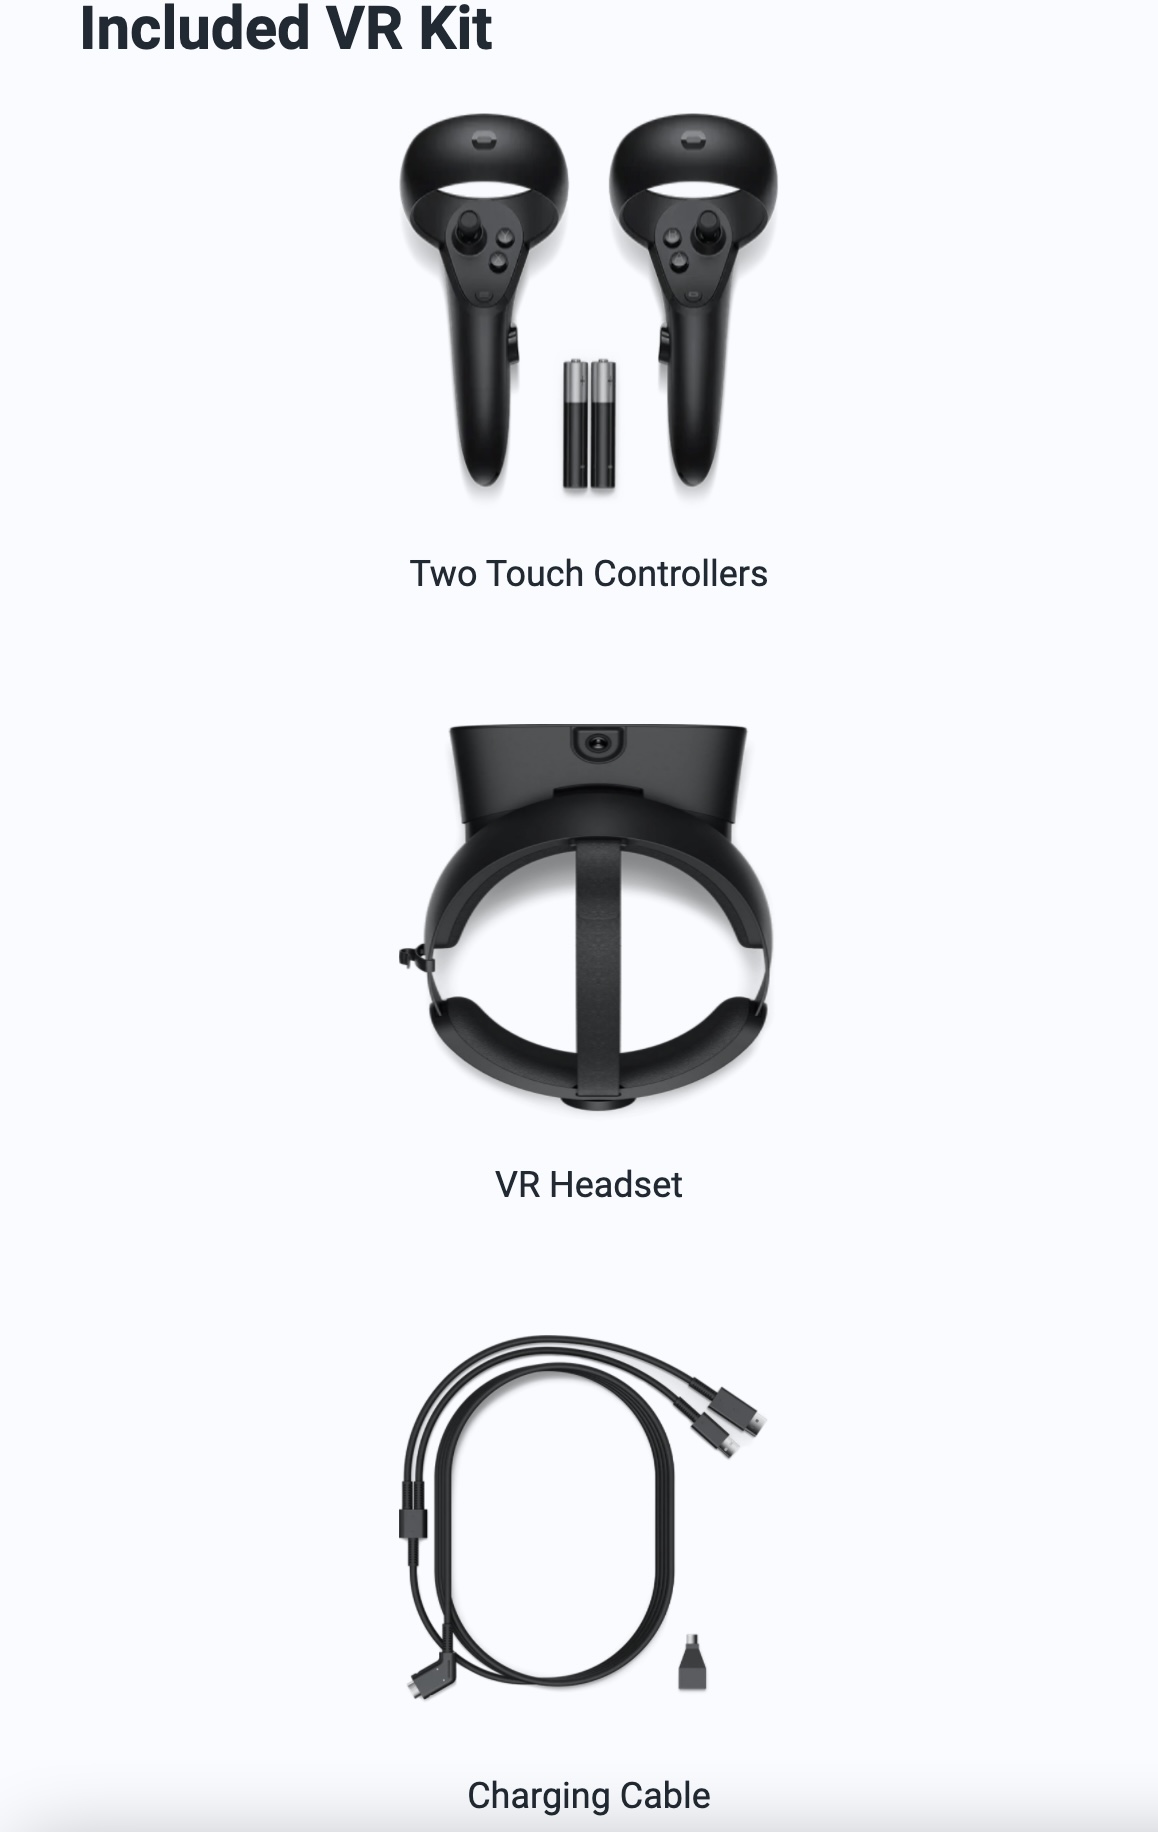 Included VR Kit
Two Touch Controllers
VR Headset
Charging Cable